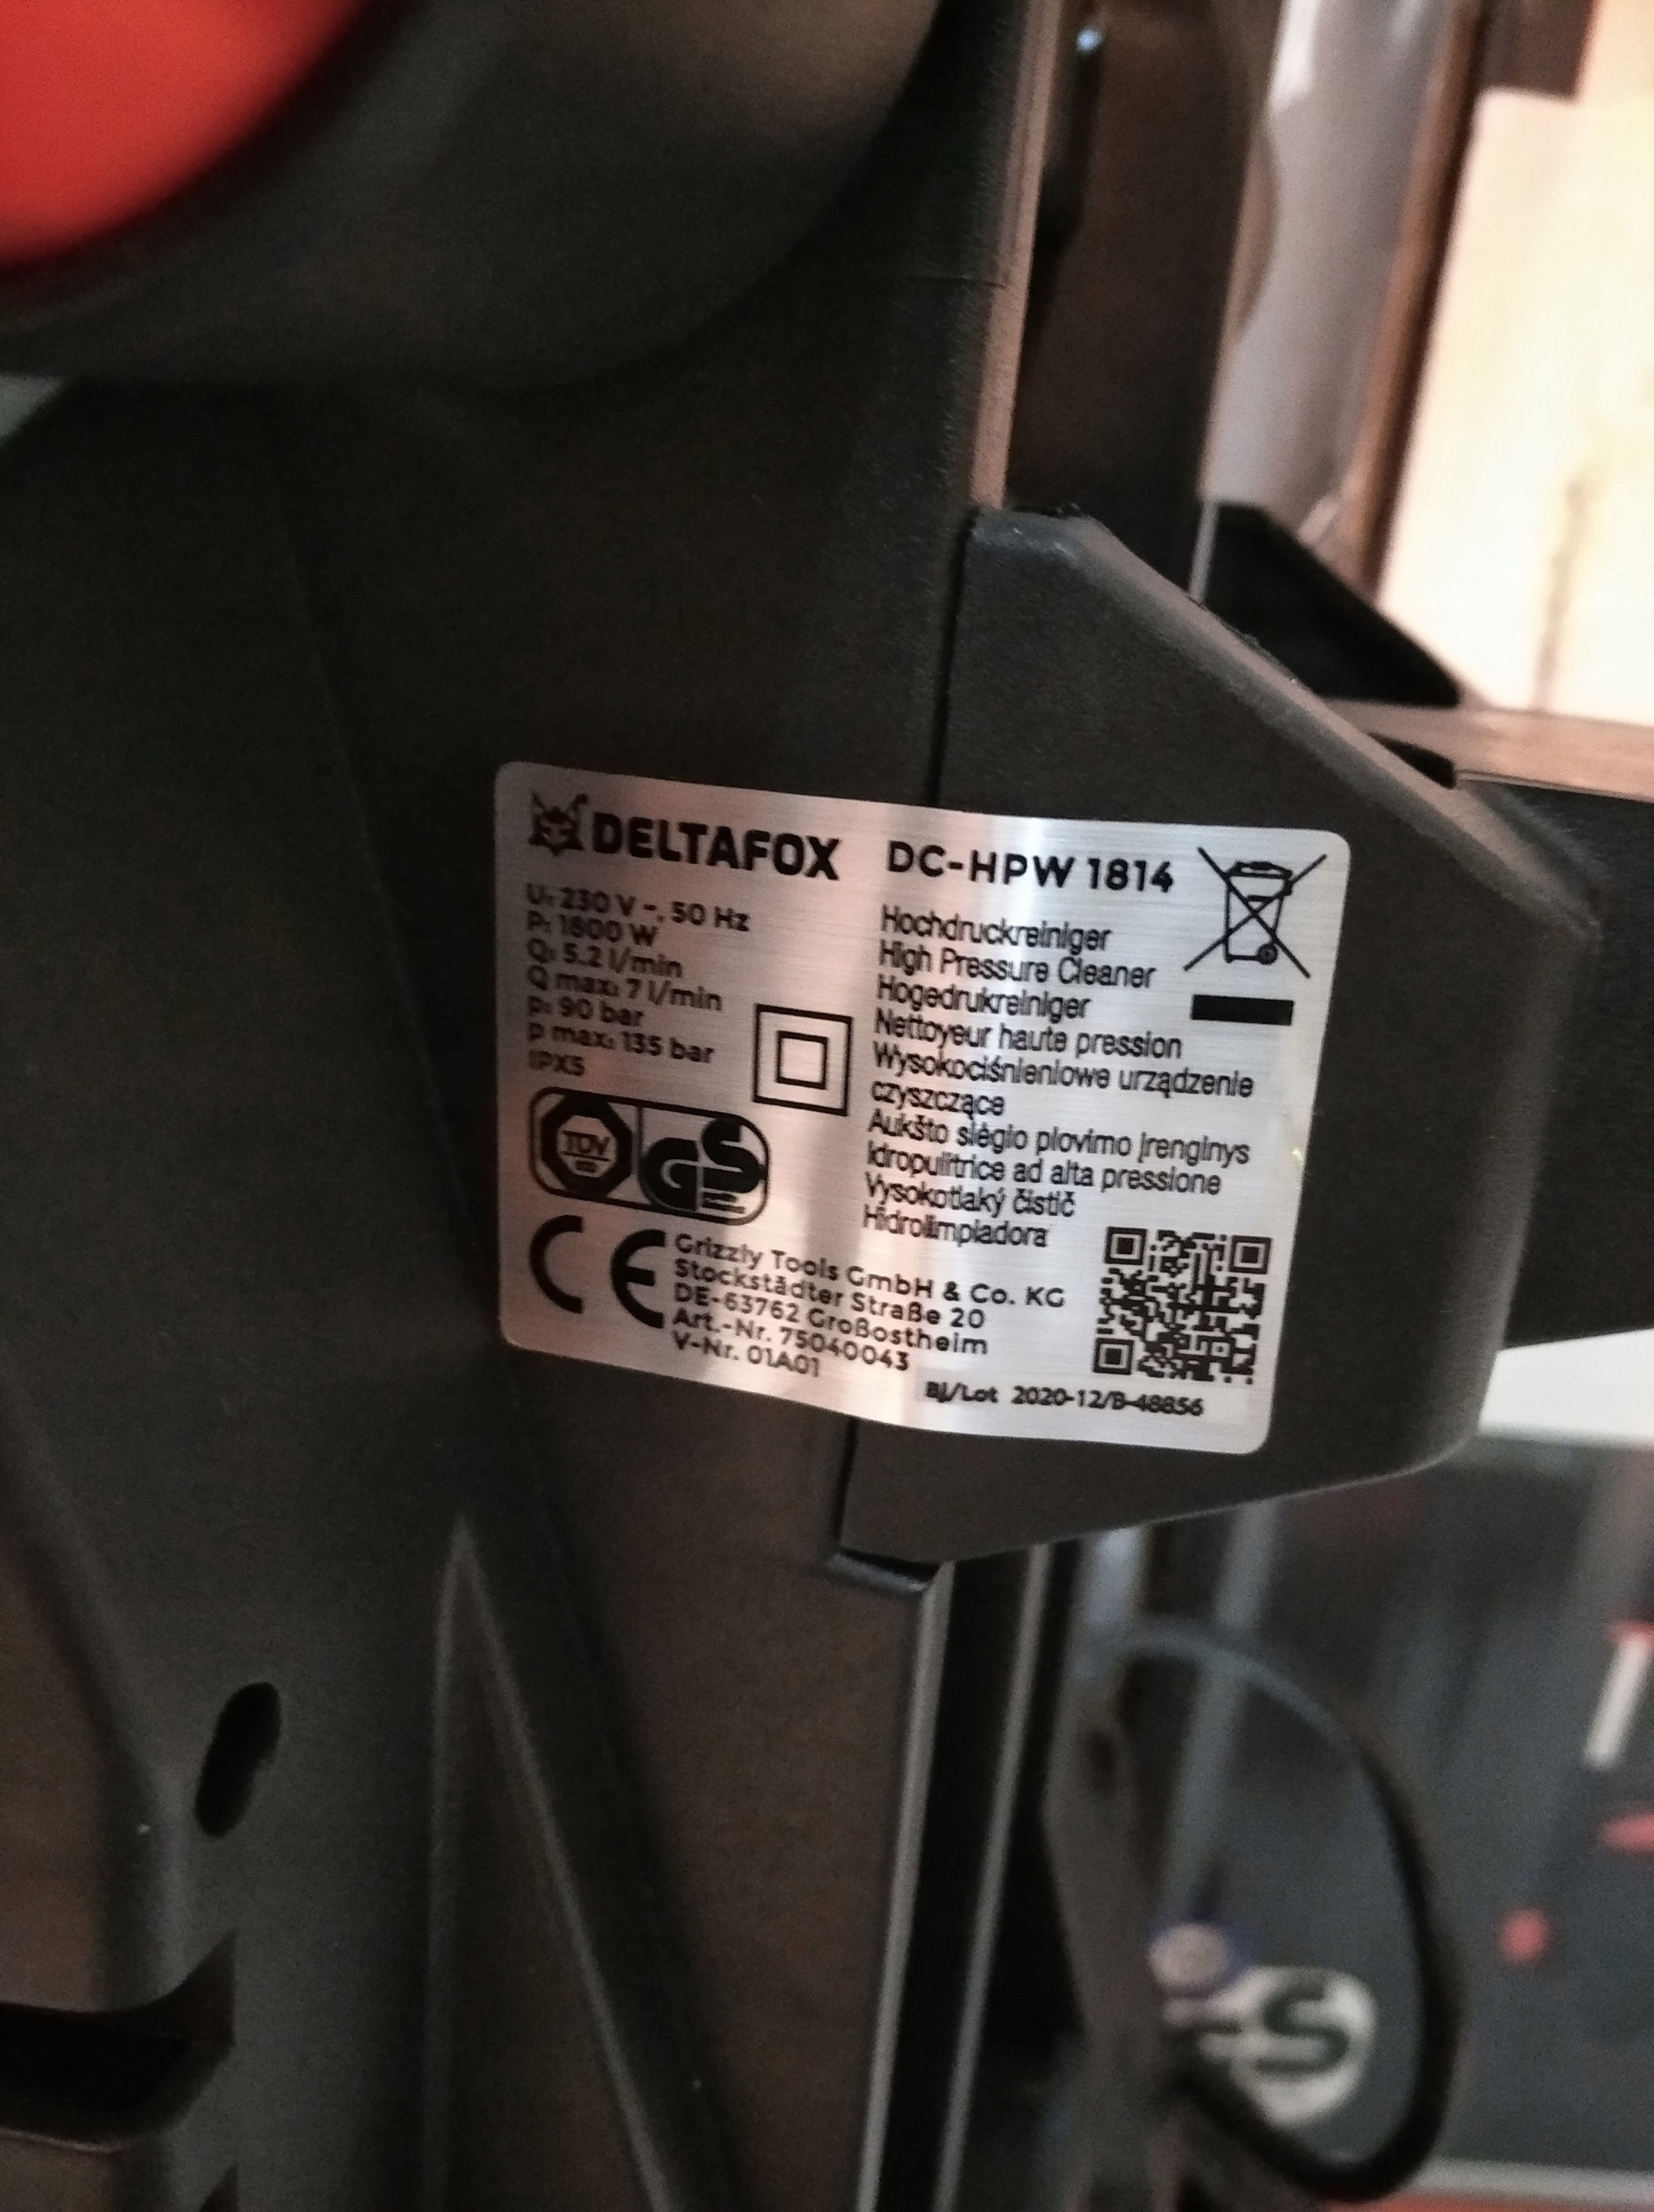 DELTAFOX
U: 230 V ~, 50 Hz
P: 1800 W
Q: 5.2 l/min
Q max: 7 l/min
p: 90 bar
p max: 135 bar
IPX5
TÜV
GS
CE
DC-HPW 1814
Hochdruckreiniger
High Pressure Cleaner
Hogedrukreiniger
Nettoyeur haute pression
Wysokociśnieniowe urządzenie
czyszczące
Aukšto slėgio plovimo įrenginys
Idropulitrice ad alta pressione
Vysokotlaký čistič
Hidrolimpiadora
Grizzly Tools GmbH & Co. KG
Stockstädter Straße 20
DE-63762 Großostheim
Art.-Nr. 75040043
V-Nr. 01A01
Bj/Lot 2020-12/B-48856